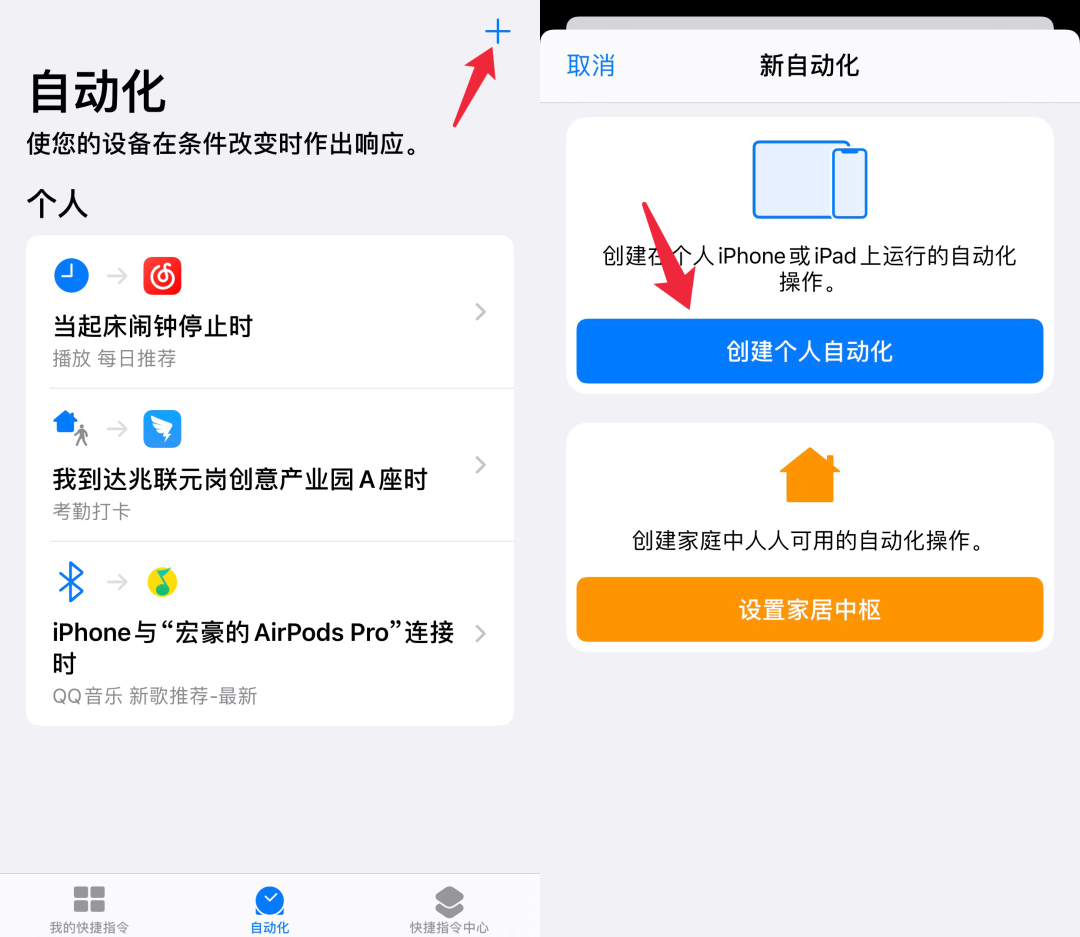 自动化
使您的设备在条件改变时作出响应。
个人
当起床闹钟停止时
播放 每日推荐
我到达兆联元岗创意产业园A座时
考勤打卡
iPhone与“宏豪的AirPods Pro”连接
时
QQ音乐 新歌推荐-最新
我的快捷指令
自动化
快捷指令中心
取消
新自动化
创建在个人iPhone或iPad上运行的自动化
操作。
创建个人自动化
创建家庭中人人可用的自动化操作。
设置家居中枢